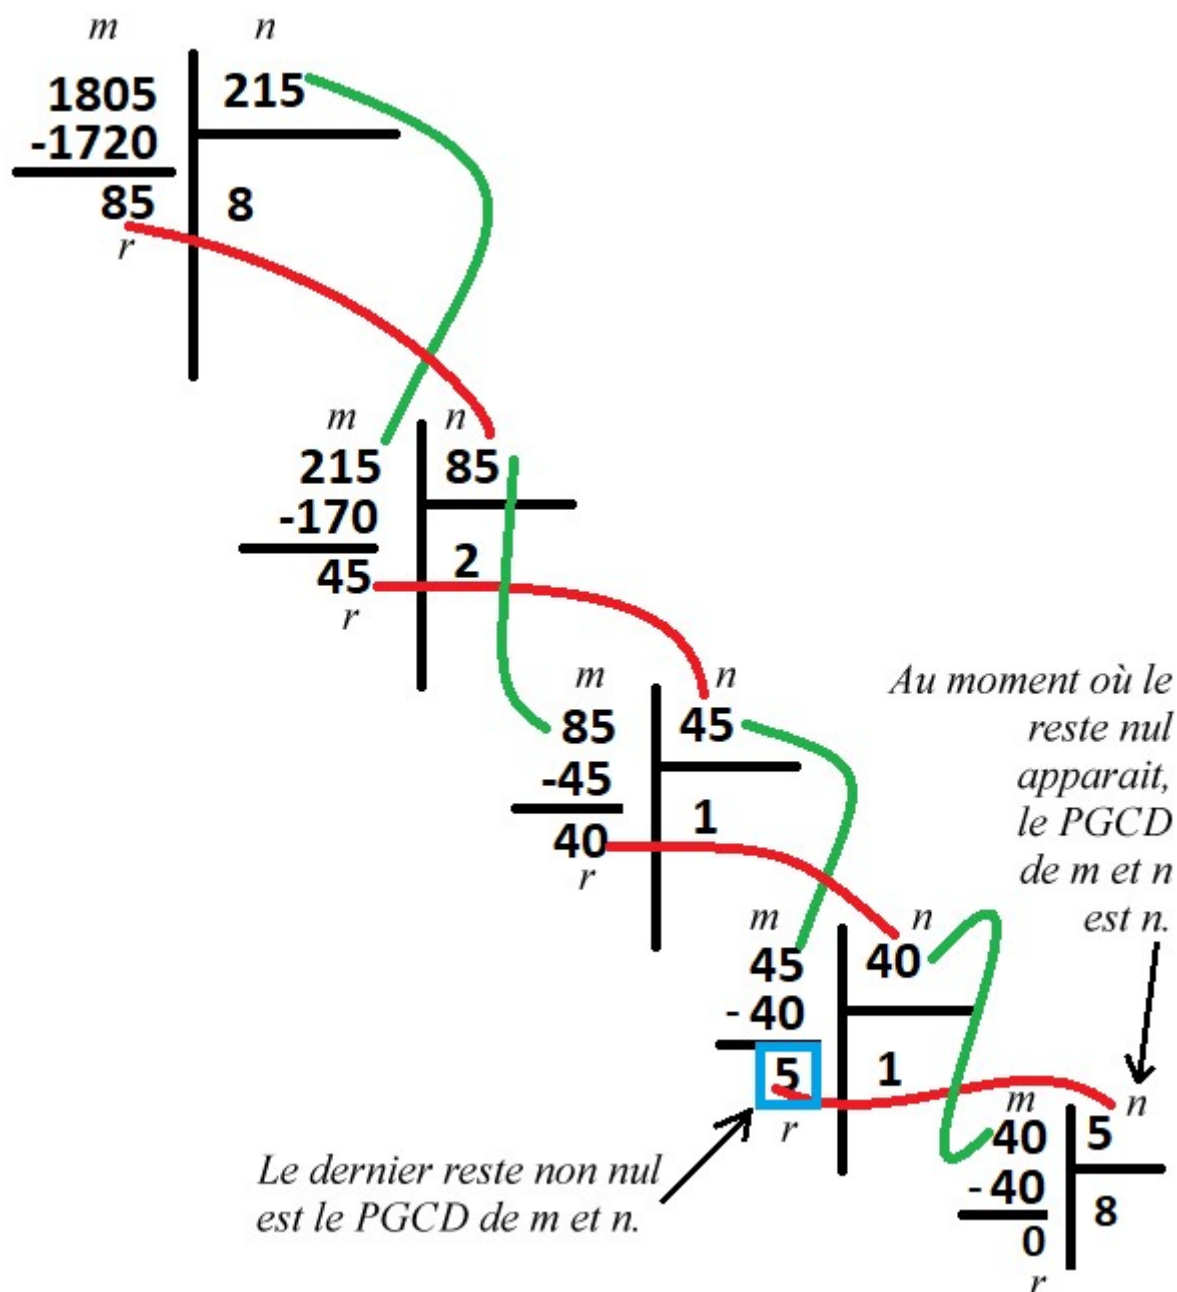 m n
1805 215
-1720
85 8
r
m n
215 85
-170
45 2
r
m n
85 45
-45
40 1
r
Au moment où le
reste nul
apparait,
le PGCD
de m et n
est n.
m n
45 40
- 40
5 1
r
m n
40 5
- 40
0 8
r
Le dernier reste non nul
est le PGCD de m et n.